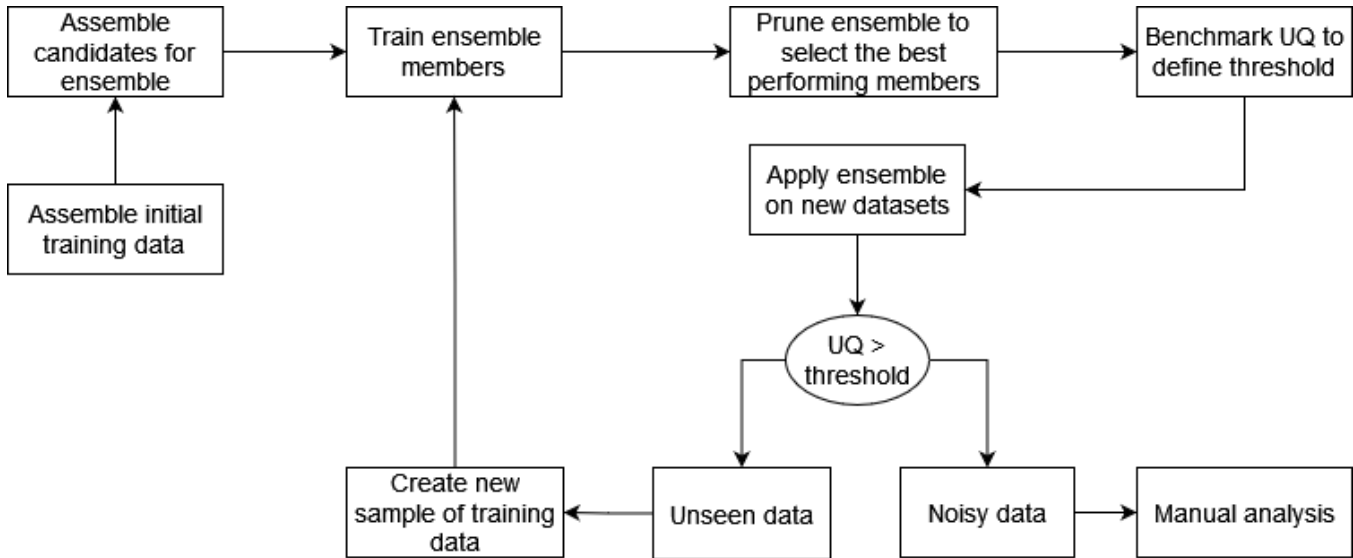 Assemble
candidates for
ensemble
Train ensemble
members
Prune ensemble to
select the best
performing members
Benchmark UQ to
define threshold
Assemble initial
training data
Apply ensemble
on new datasets
UQ >
threshold
Create new
sample of training
data
Unseen data
Noisy data
Manual analysis